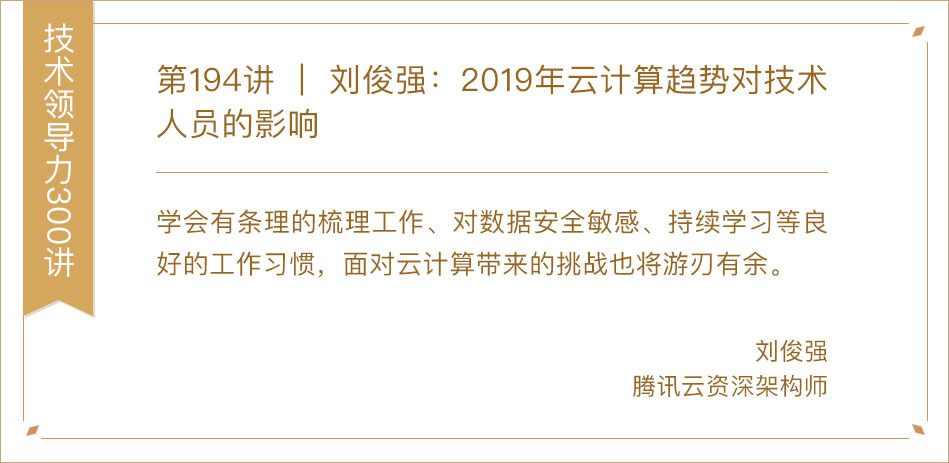 技术领导力300讲
第194讲 | 刘俊强：2019年云计算趋势对技术
人员的影响
学会有条理的梳理工作、对数据安全敏感、持续学习等良
好的工作习惯，面对云计算带来的挑战也将游刃有余。
刘俊强
腾讯云资深架构师